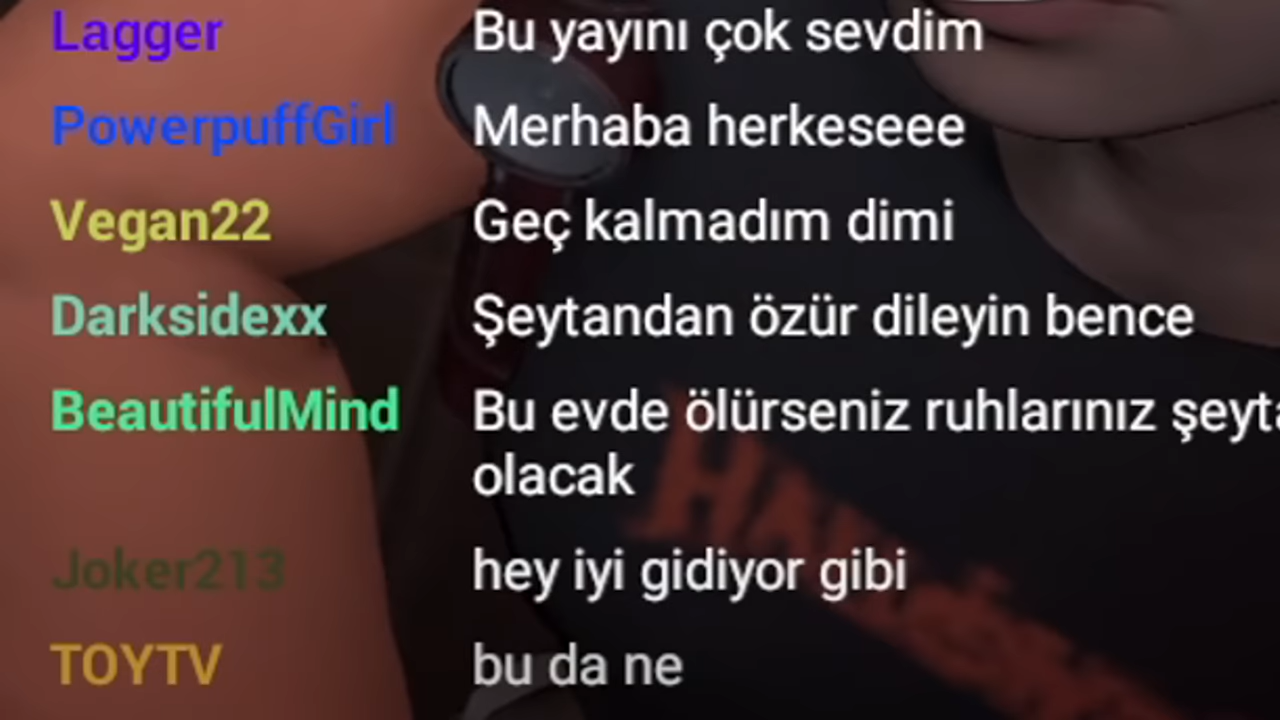 Lagger Bu yayını çok sevdim
PowerpuffGirl Merhaba herkeseee
Vegan22 Geç kalmadım dimi
Darksidexx Şeytandan özür dileyin bence
BeautifulMind Bu evde ölürseniz ruhlarınız
olacak
Joker213 hey iyi gidiyor gibi
TOYTV bu da ne